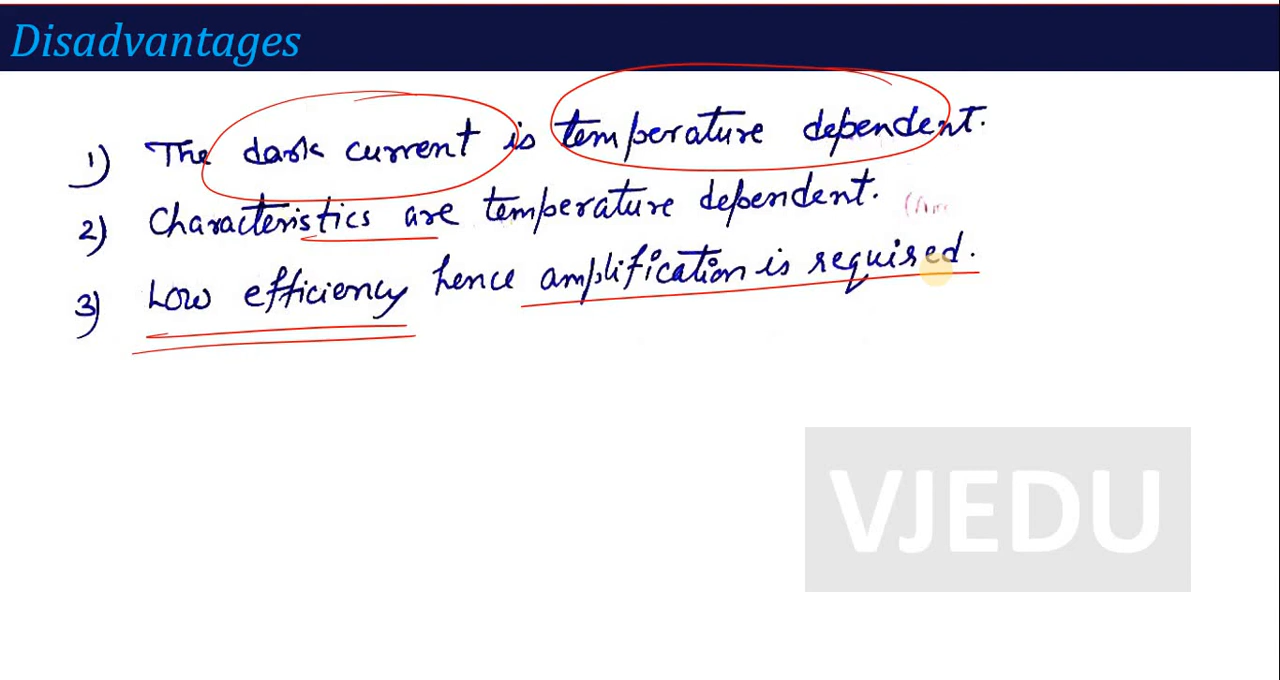 Disadvantages
1) The dark current is temperature dependent.
2) Characteristics are temperature dependent.
3) Low efficiency hence amplification is required.
VJEDU